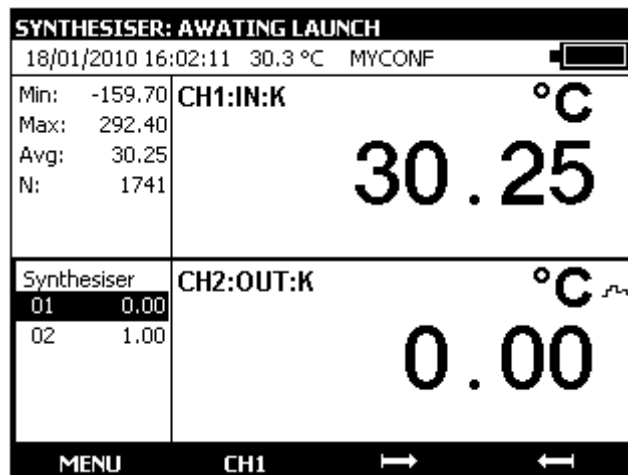 SYNTHESISER: AWATING LAUNCH
18/01/2010 16:02:11 30.3 °C MYCONF
Min: -159.70
Max: 292.40
Avg: 30.25
N: 1741
CH1:IN:K
°C
30.25
Synthesiser
01 0.00
02 1.00
CH2:OUT:K
°C
0.00
MENU CH1